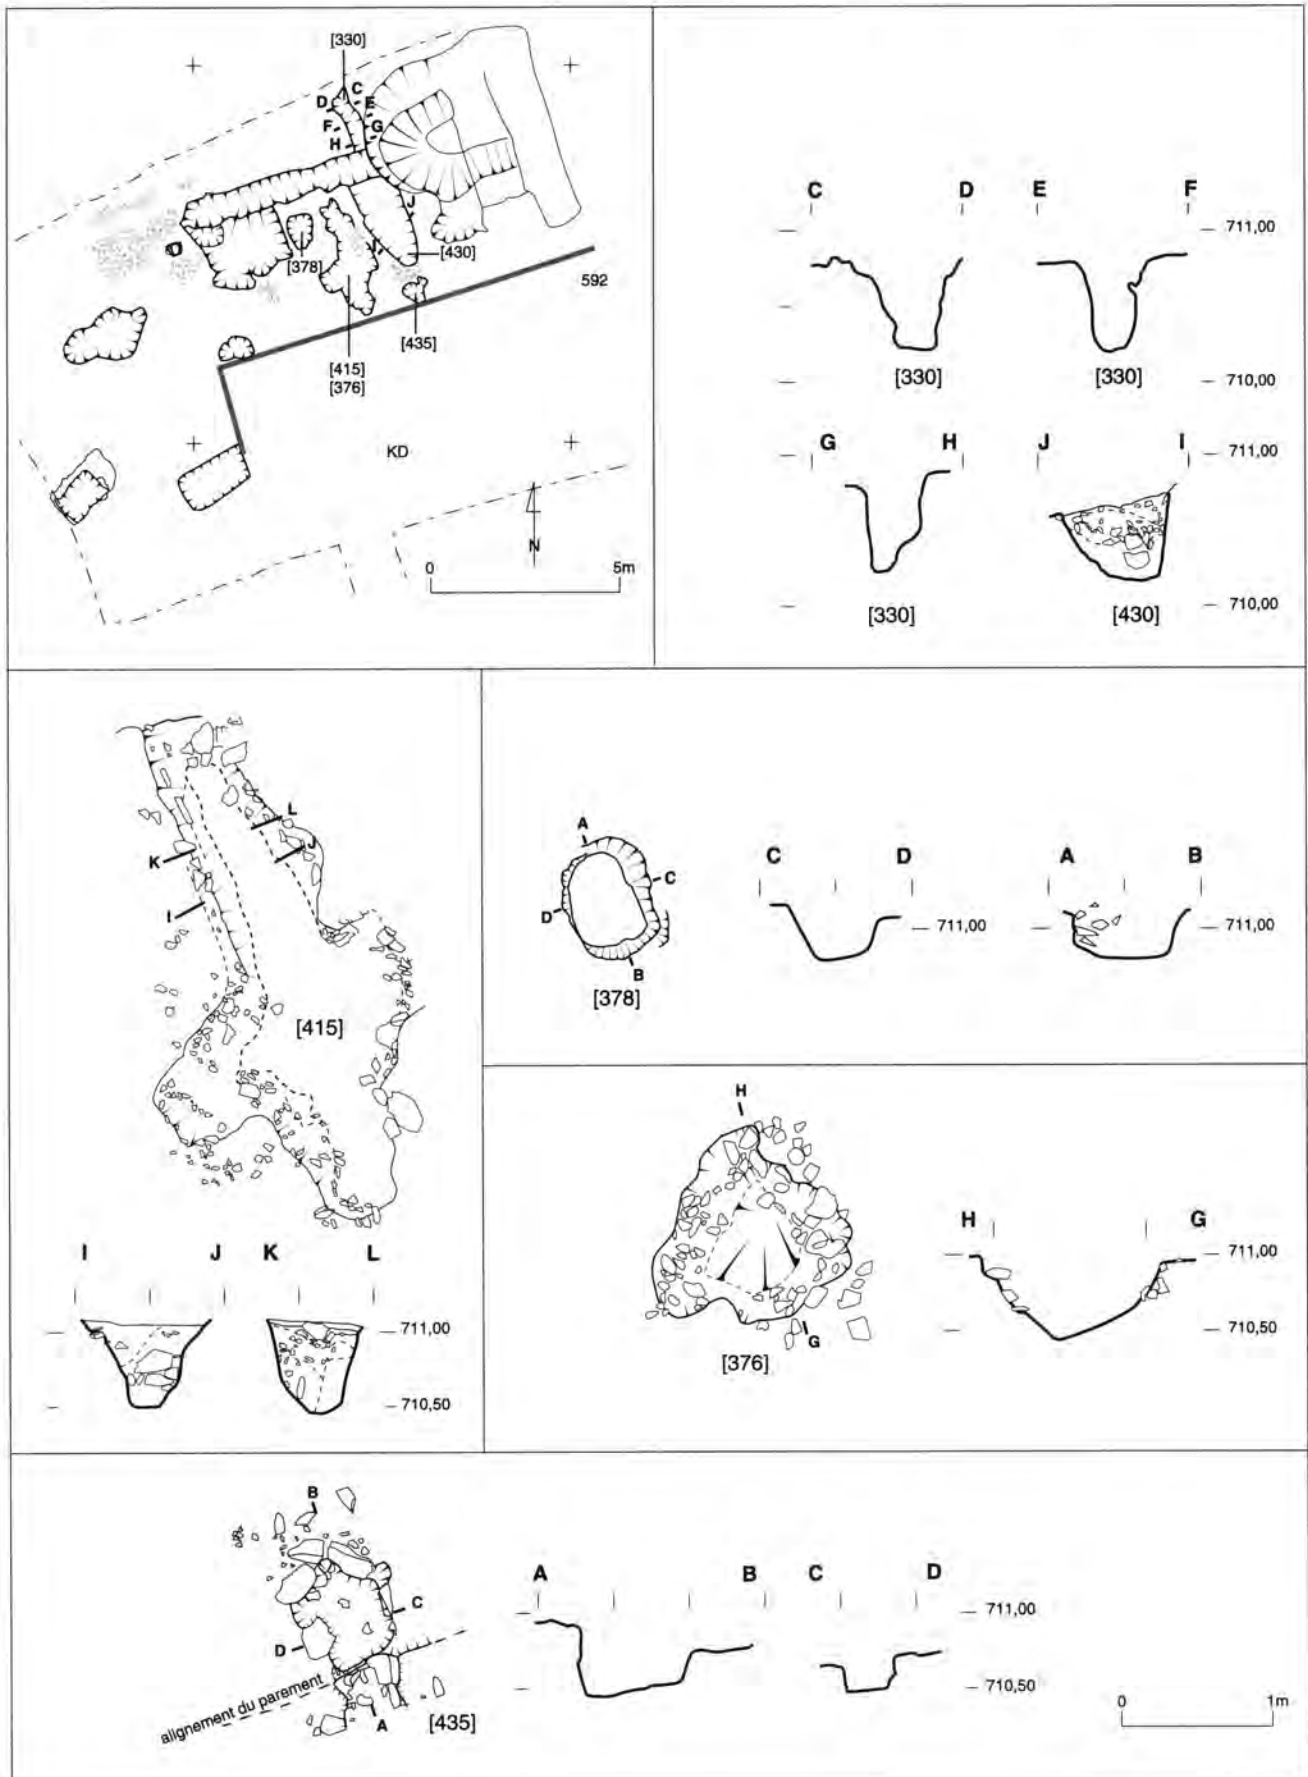 [330]
C
D
E
F
G
H
J
I
[378]
[430]
592
[435]
[415]
[376]
KD
N
0 5m
C D E F
711,00
[330] [330]
710,00
G H J I
711,00
[330] [430]
710,00
L
J
K
I
[415]
I J K L
711,00
710,50
A
C
D
B
[378]
C D A B
711,00 711,00
H
G
[376]
H G
711,00
710,50
B
C
D
alignement du parement
A
[435]
A B C D
711,00
710,50
0 1m